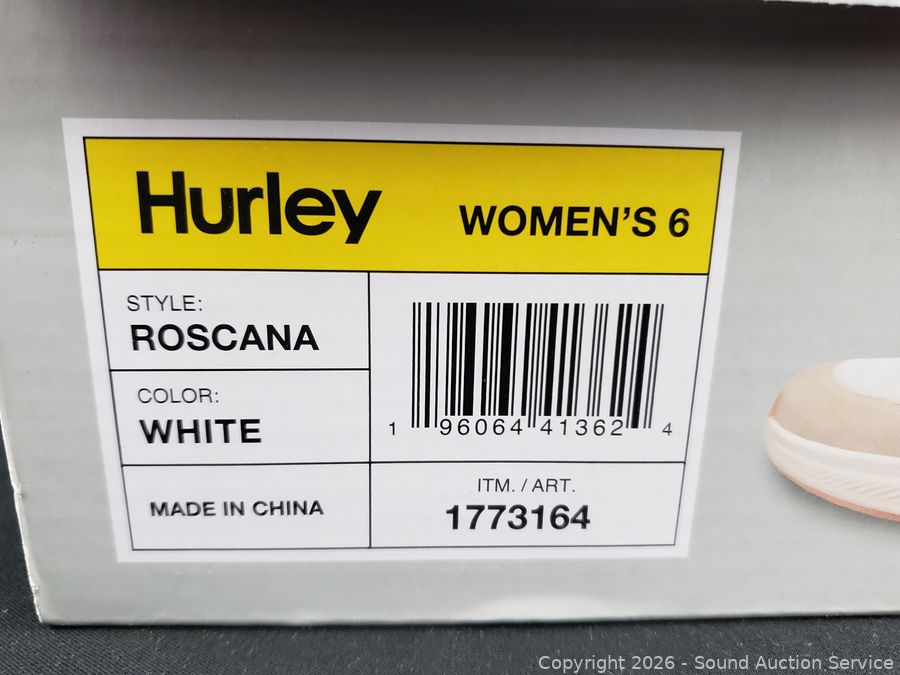 Hurley
WOMEN'S 6
STYLE:
ROSCANA
COLOR:
WHITE
MADE IN CHINA
1 96064 41362 4
ITM. / ART.
1773164
Copyright 2026 - Sound Auction Service